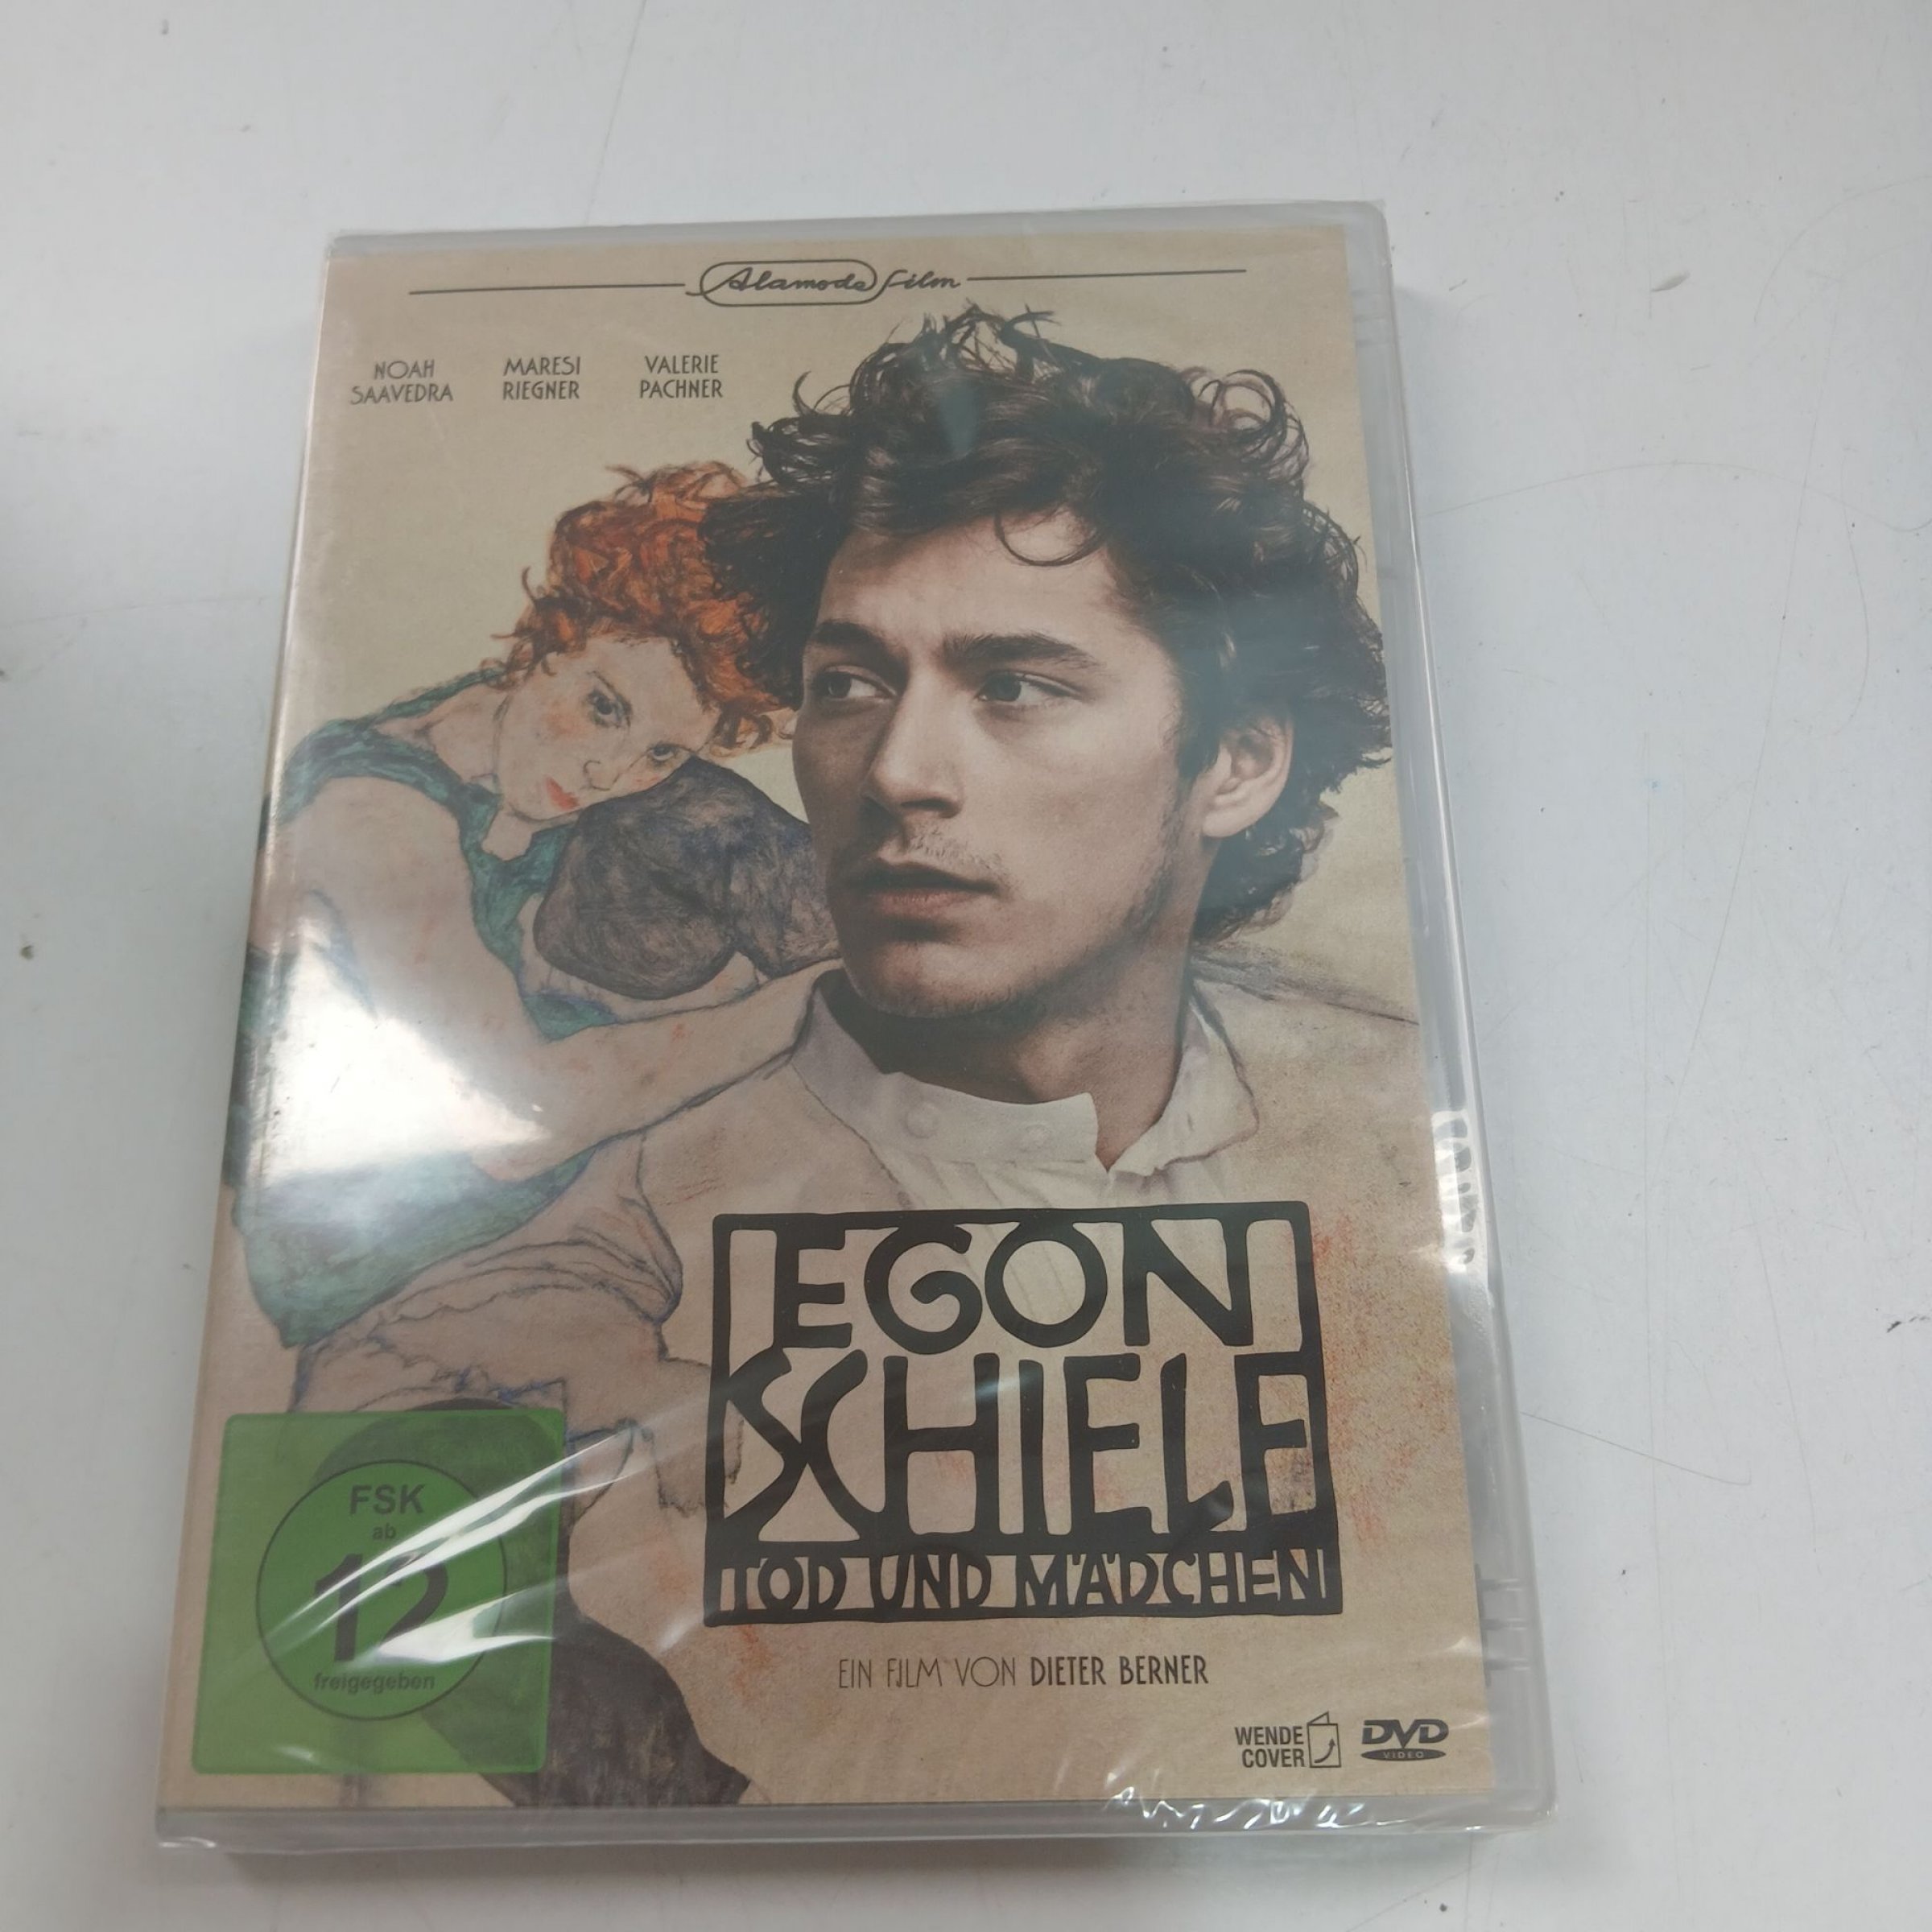 Alamode film
NOAH SAAVEDRA
MARESI RIEGNER
VALERIE PACHNER
EGON
SCHIELE
TOD UND MÄDCHEN
EIN FILM VON DIETER BERNER
FSK
ab
12
freigegeben
WENDE
COVER
DVD
VIDEO